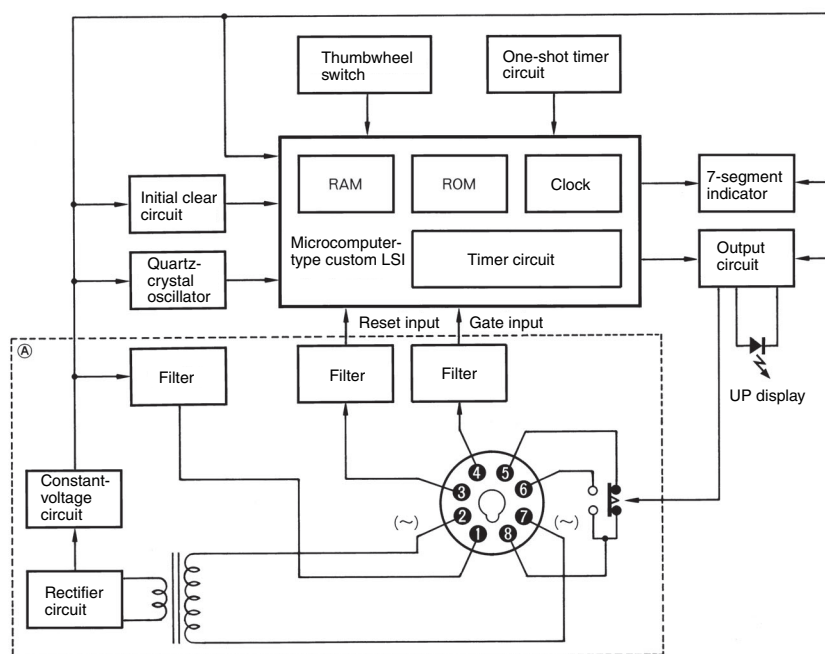 Thumbwheel
switch
One-shot timer
circuit
RAM
ROM
Clock
Initial clear
circuit
7-segment
indicator
Microcomputer-
type custom LSI
Timer circuit
Quartz-
crystal
oscillator
Output
circuit
Reset input
Gate input
A
Filter
Filter
Filter
UP display
4
5
3
6
Constant-
voltage
circuit
(~)
2
7
(~)
1
8
Rectifier
circuit